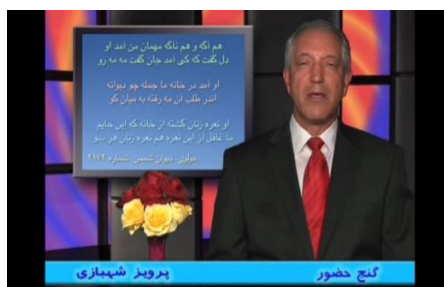 هم آگه و هم ناگه مهمان من آمد او
دل گفت که کی آمد جان گفت مه مه رو
او آمد در خانه ما جمله چو دیوانه
اندر طلب آن مه رفته به میان کو
او نعره زنان گشته از خانه که این جایم
ما غافل از این نعره هم نعره زنان هر سو
مولوی، دیوان شمس، شماره ۲۱۷۲
گنج حضور
پرویز شهبازی